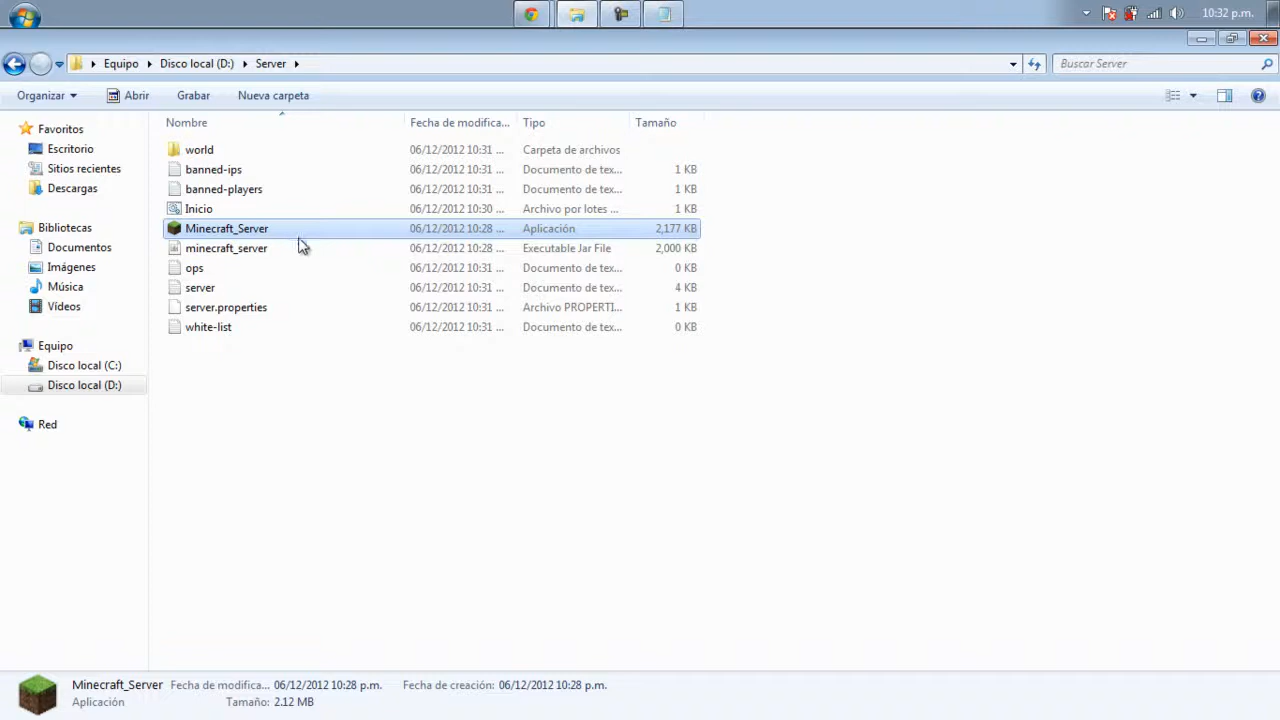 10:32 p.m.
Equipo Disco local (D:) Server
Buscar Server
Organizar Abrir Grabar Nueva carpeta
Nombre Fecha de modifica... Tipo Tamaño
world 06/12/2012 10:31 ... Carpeta de archivos
banned-ips 06/12/2012 10:31 ... Documento de tex... 1 KB
banned-players 06/12/2012 10:31 ... Documento de tex... 1 KB
Inicio 06/12/2012 10:30 ... Archivo por lotes ... 1 KB
Minecraft_Server 06/12/2012 10:28 ... Aplicación 2,177 KB
minecraft_server 06/12/2012 10:28 ... Executable Jar File 2,000 KB
ops 06/12/2012 10:31 ... Documento de tex... 0 KB
server 06/12/2012 10:31 ... Documento de tex... 4 KB
server.properties 06/12/2012 10:31 ... Archivo PROPERTI... 1 KB
white-list 06/12/2012 10:31 ... Documento de tex... 0 KB
Favoritos
Escritorio
Sitios recientes
Descargas
Bibliotecas
Documentos
Imágenes
Música
Vídeos
Equipo
Disco local (C:)
Disco local (D:)
Red
Minecraft_Server Fecha de modifica... 06/12/2012 10:28 p.m. Fecha de creación: 06/12/2012 10:28 p.m.
Aplicación Tamaño: 2.12 MB